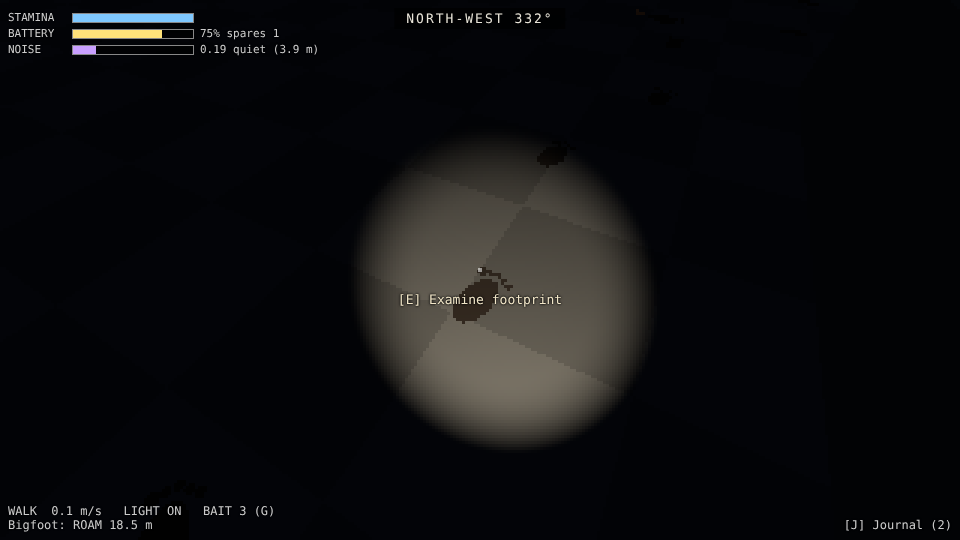 STAMINA
NORTH-WEST 332°
BATTERY 75% spares 1
NOISE 0.19 quiet (3.9 m)
[E] Examine footprint
WALK 0.1 m/s LIGHT ON BAIT 3 (G)
Bigfoot: ROAM 18.5 m
[J] Journal (2)